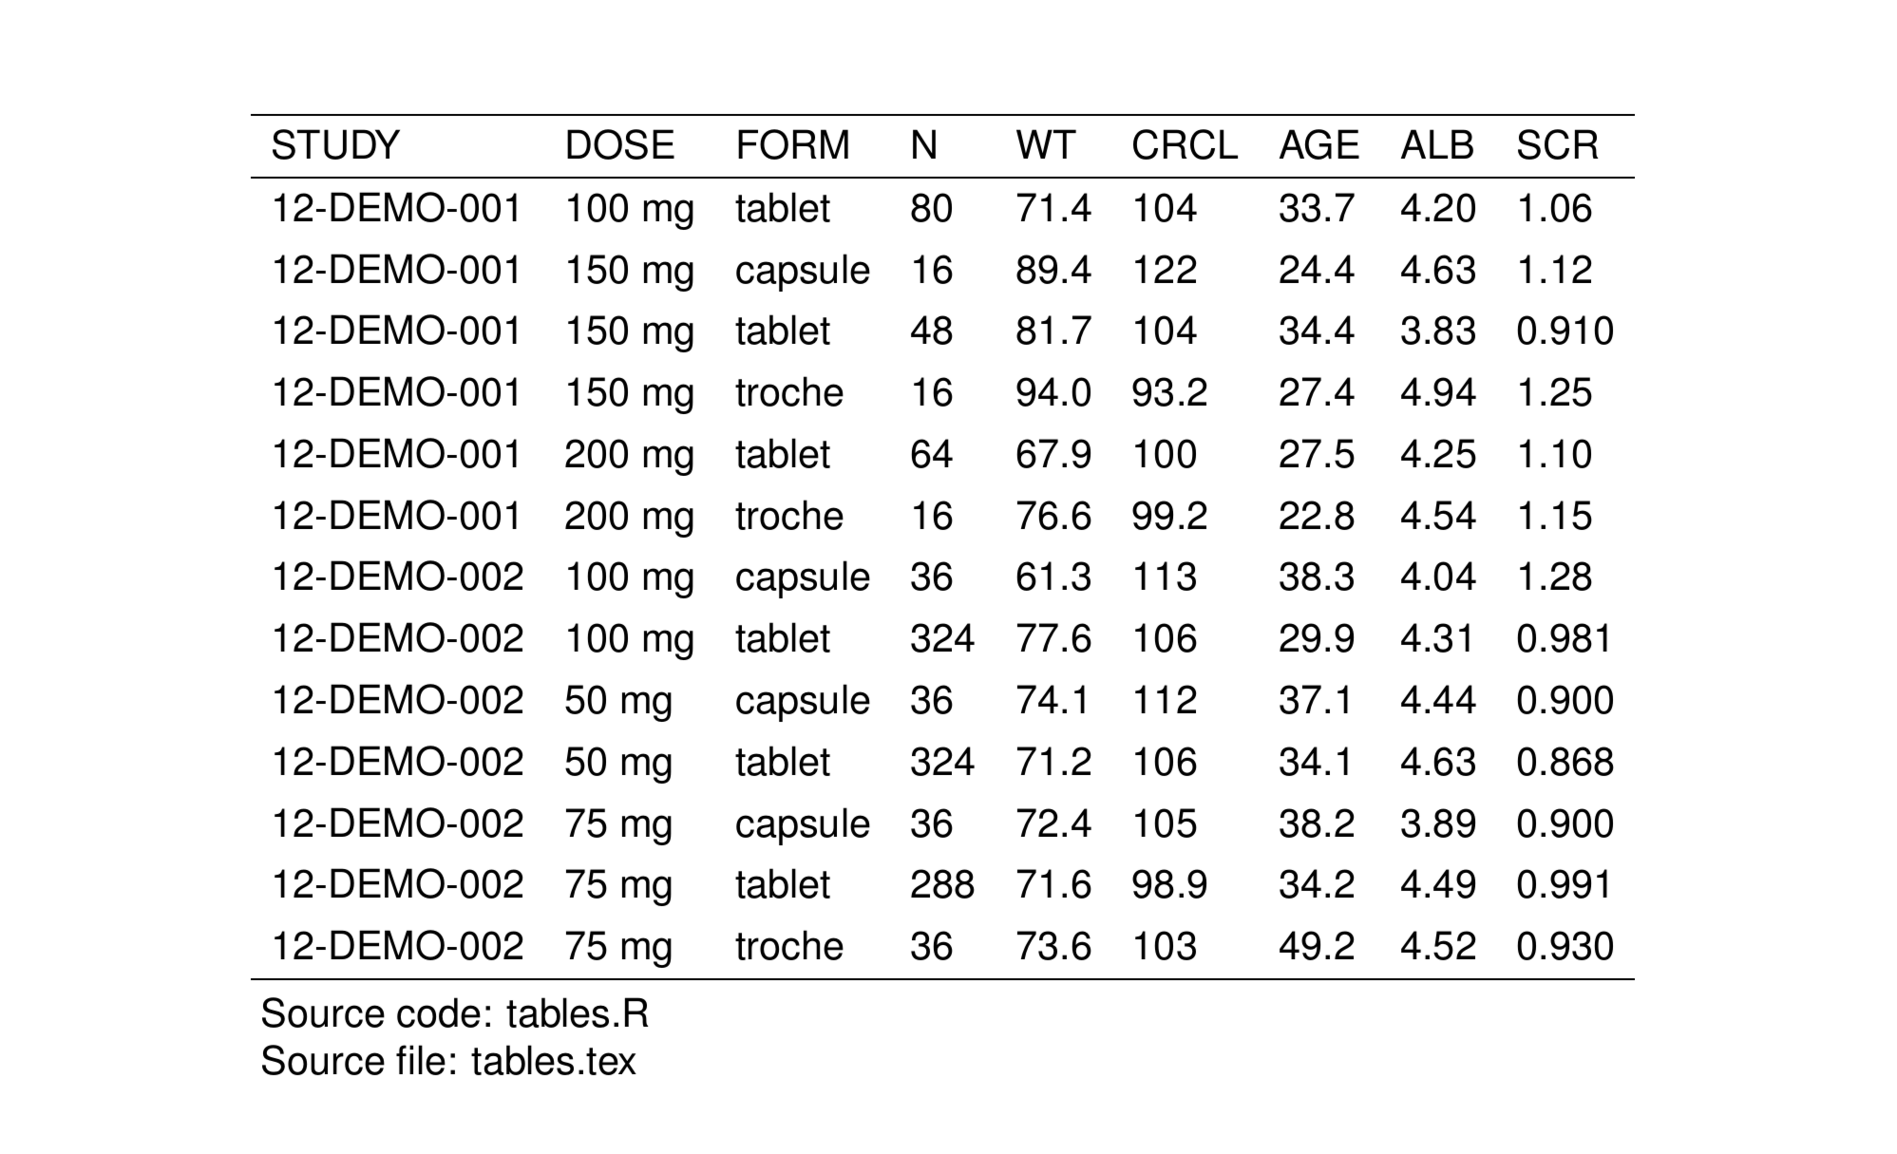 STUDY DOSE FORM N WT CRCL AGE ALB SCR
12-DEMO-001 100 mg tablet 80 71.4 104 33.7 4.20 1.06
12-DEMO-001 150 mg capsule 16 89.4 122 24.4 4.63 1.12
12-DEMO-001 150 mg tablet 48 81.7 104 34.4 3.83 0.910
12-DEMO-001 150 mg troche 16 94.0 93.2 27.4 4.94 1.25
12-DEMO-001 200 mg tablet 64 67.9 100 27.5 4.25 1.10
12-DEMO-001 200 mg troche 16 76.6 99.2 22.8 4.54 1.15
12-DEMO-002 100 mg capsule 36 61.3 113 38.3 4.04 1.28
12-DEMO-002 100 mg tablet 324 77.6 106 29.9 4.31 0.981
12-DEMO-002 50 mg capsule 36 74.1 112 37.1 4.44 0.900
12-DEMO-002 50 mg tablet 324 71.2 106 34.1 4.63 0.868
12-DEMO-002 75 mg capsule 36 72.4 105 38.2 3.89 0.900
12-DEMO-002 75 mg tablet 288 71.6 98.9 34.2 4.49 0.991
12-DEMO-002 75 mg troche 36 73.6 103 49.2 4.52 0.930
Source code: tables.R
Source file: tables.tex